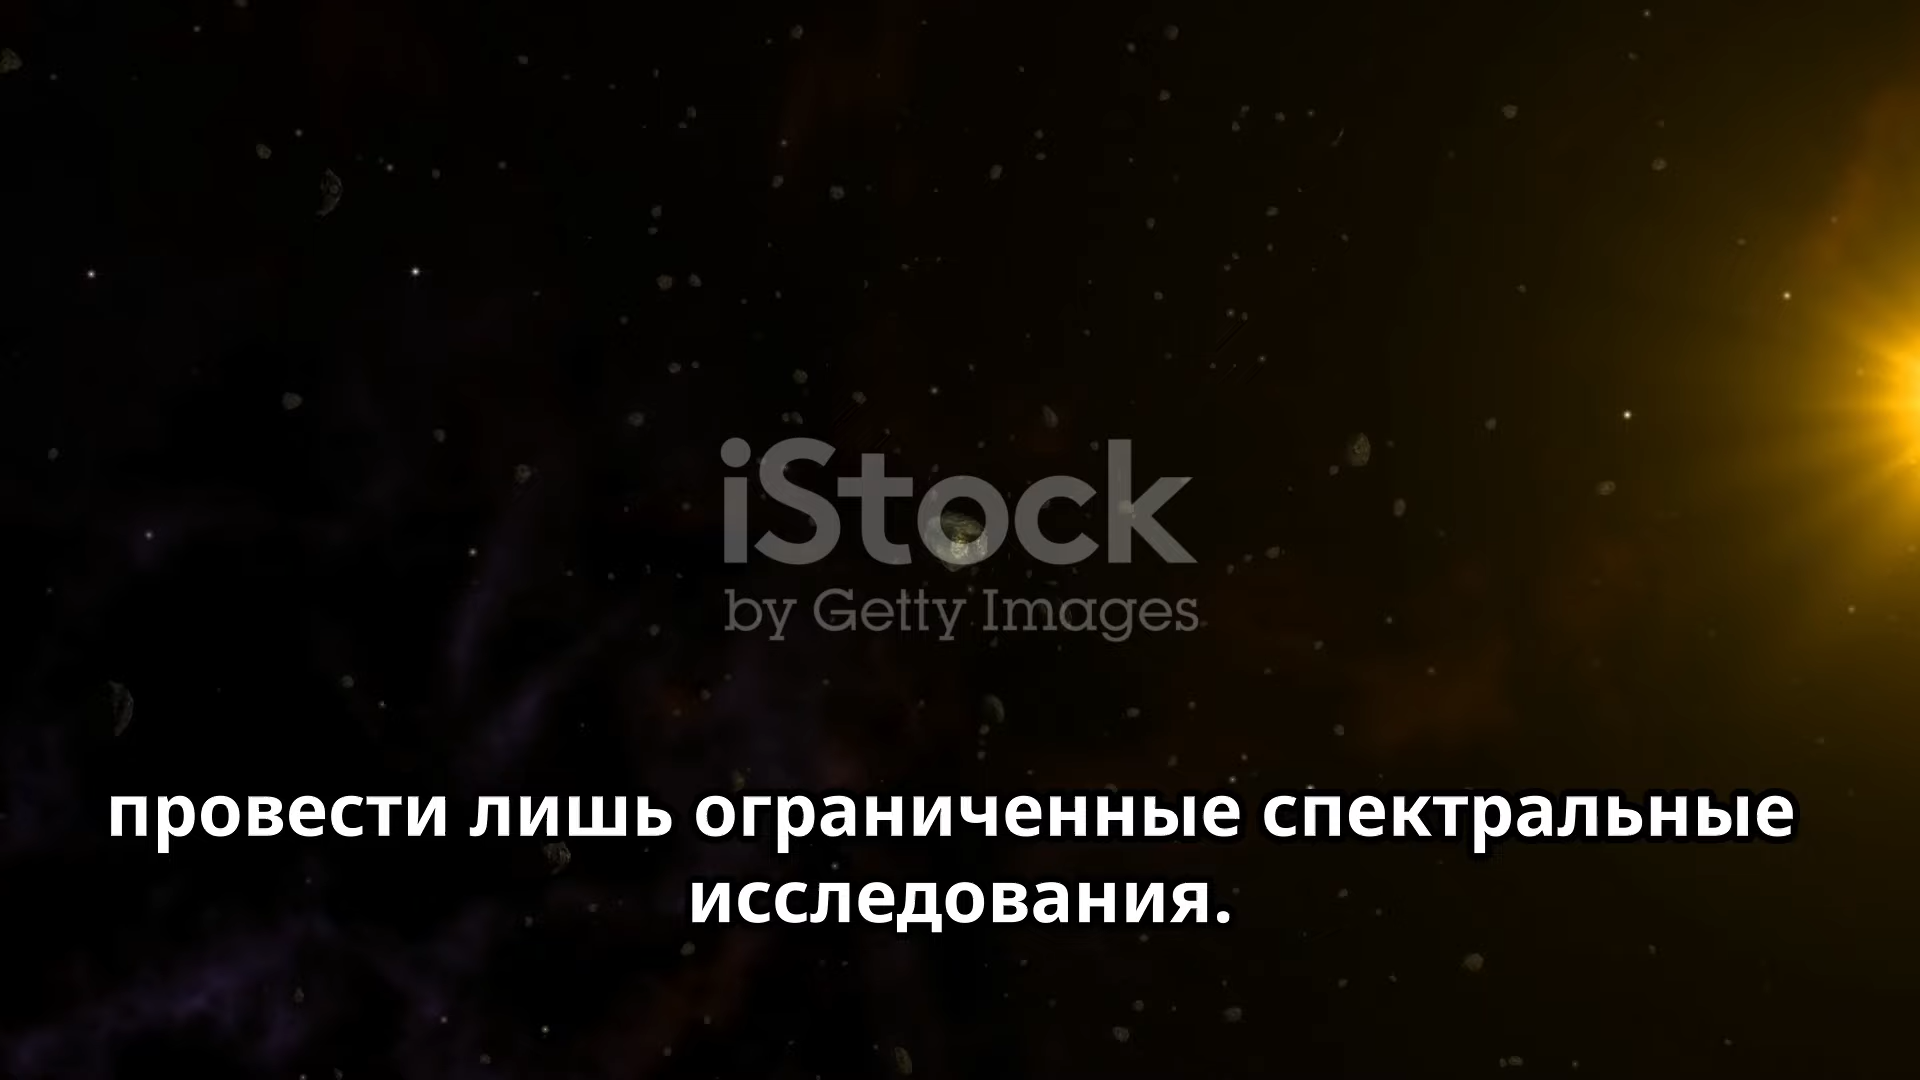 iStock
by Getty Images
провести лишь ограниченные спектральные
исследования.